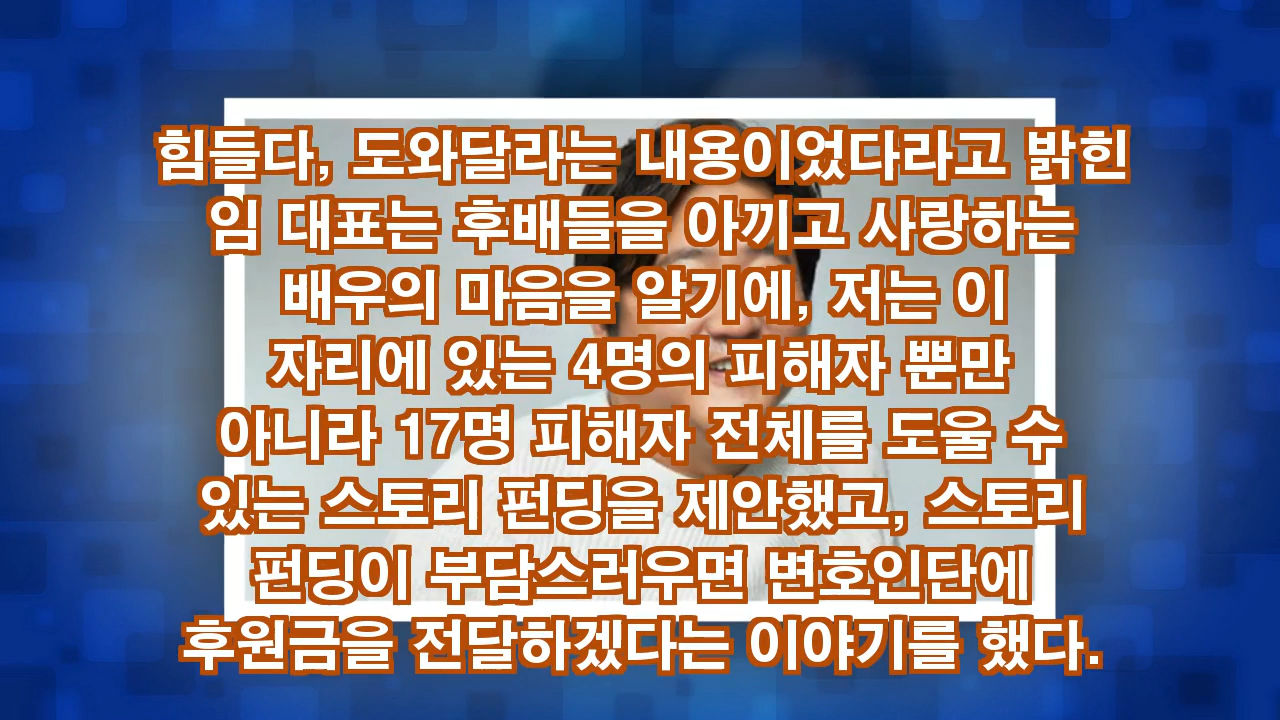 힘들다, 도와달라는 내용이었다라고 밝힌
임 대표는 후배들을 아끼고 사랑하는
배우의 마음을 알기에, 저는 이
자리에 있는 4명의 피해자 뿐만
아니라 17명 피해자 전체를 도울 수
있는 스토리 펀딩을 제안했고, 스토리
펀딩이 부담스러우면 변호인단에
후원금을 전달하겠다는 이야기를 했다.